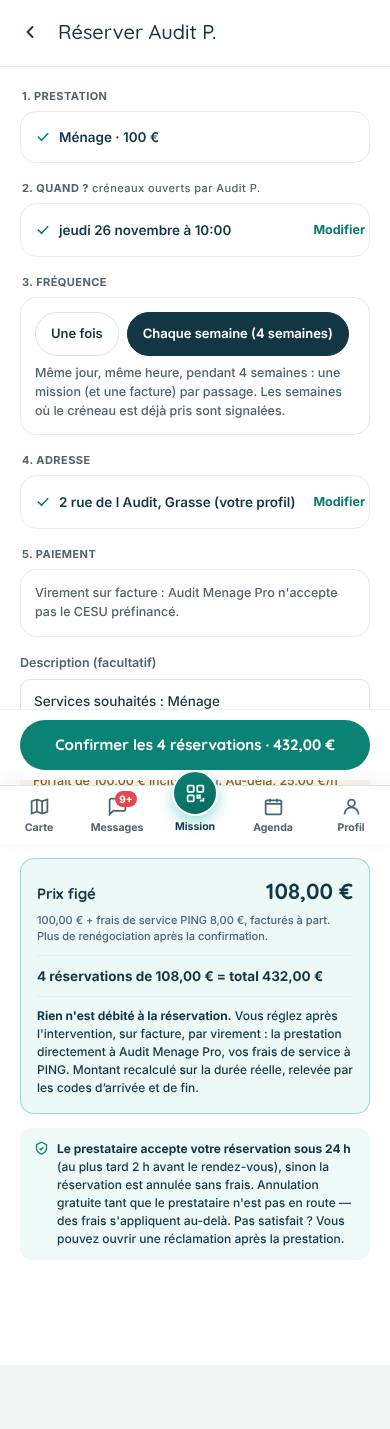 Réserver Audit P.
1. PRESTATION
Ménage · 100 €
2. QUAND ? créneaux ouverts par Audit P.
jeudi 26 novembre à 10:00 Modifier
3. FRÉQUENCE
Une fois Chaque semaine (4 semaines)
Même jour, même heure, pendant 4 semaines : une
mission (et une facture) par passage. Les semaines
où le créneau est déjà pris sont signalées.
4. ADRESSE
2 rue de l Audit, Grasse (votre profil) Modifier
5. PAIEMENT
Virement sur facture : Audit Menage Pro n'accepte
pas le CESU préfinancé.
Description (facultatif)
Services souhaités : Ménage
Confirmer les 4 réservations · 432,00 €
Forfait de 100.00 € Au-delà, 25.00 €/h
Carte Messages 9+ Mission Agenda Profil
Prix figé 108,00 €
100,00 € + frais de service PING 8,00 €, facturés à part.
Plus de renégociation après la confirmation.
4 réservations de 108,00 € = total 432,00 €
Rien n'est débité à la réservation. Vous réglez après
l'intervention, sur facture, par virement : la prestation
directement à Audit Menage Pro, vos frais de service à
PING. Montant recalculé sur la durée réelle, relevée par
les codes d'arrivée et de fin.
Le prestataire accepte votre réservation sous 24 h
(au plus tard 2 h avant le rendez-vous), sinon la
réservation est annulée sans frais. Annulation
gratuite tant que le prestataire n'est pas en route —
des frais s'appliquent au-delà. Pas satisfait ? Vous
pouvez ouvrir une réclamation après la prestation.